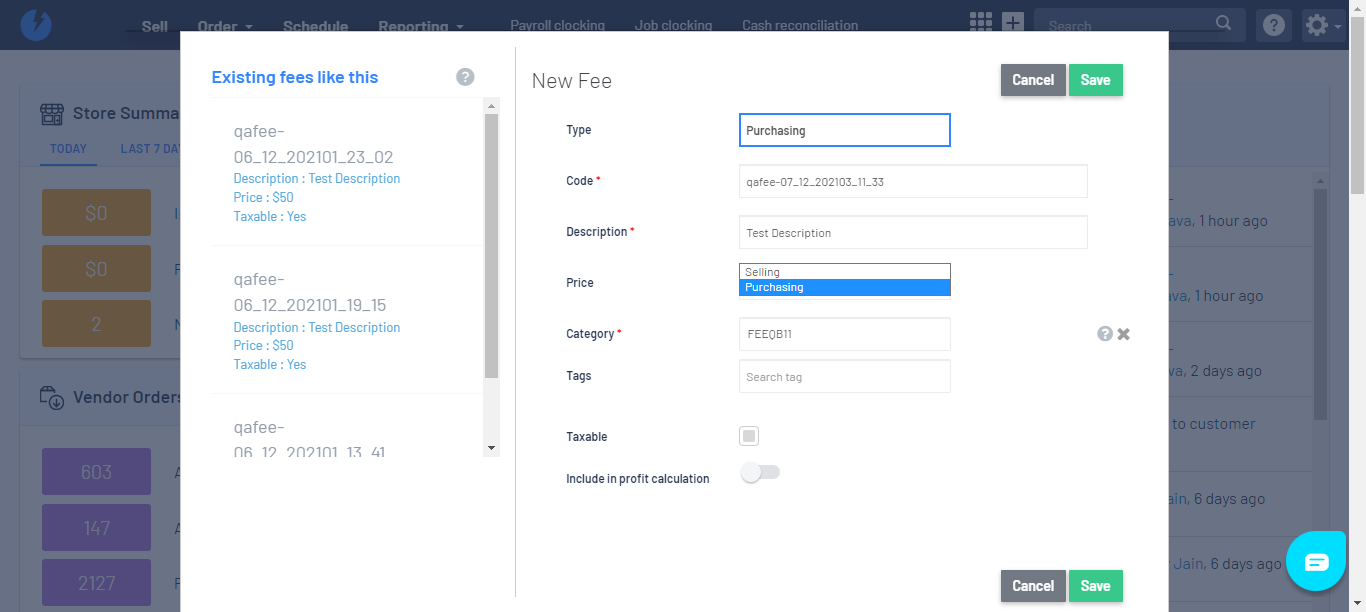 Sell
Order
Schedule
Reporting
Payroll clocking
Job clocking
Cash reconciliation
Search
Existing fees like this
New Fee
Cancel
Save
Store Summa
TODAY
LAST 7 DA
$0
$0
2
Vendor Orders
603
147
2127
qafee-
06_12_202101_23_02
Description : Test Description
Price : $50
Taxable : Yes
qafee-
06_12_202101_19_15
Description : Test Description
Price : $50
Taxable : Yes
qafee-
06_12_202101_13_41
Type
Purchasing
Code *
qafee-07_12_202103_11_33
Description *
Test Description
Price
Selling
Purchasing
Category *
FEEQB11
Tags
Search tag
Taxable
Include in profit calculation
Cancel
Save
ava, 1 hour ago
ava, 1 hour ago
va, 2 days ago
to customer
ain, 6 days ago
Jain, 6 days ago